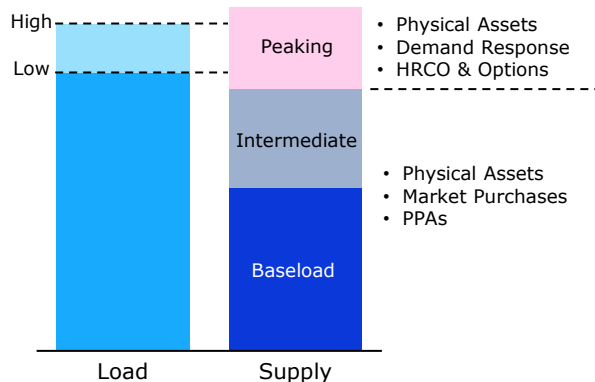 High
Low
Peaking
Intermediate
Baseload
• Physical Assets
• Demand Response
• HRCO & Options
• Physical Assets
• Market Purchases
• PPAs
Load
Supply